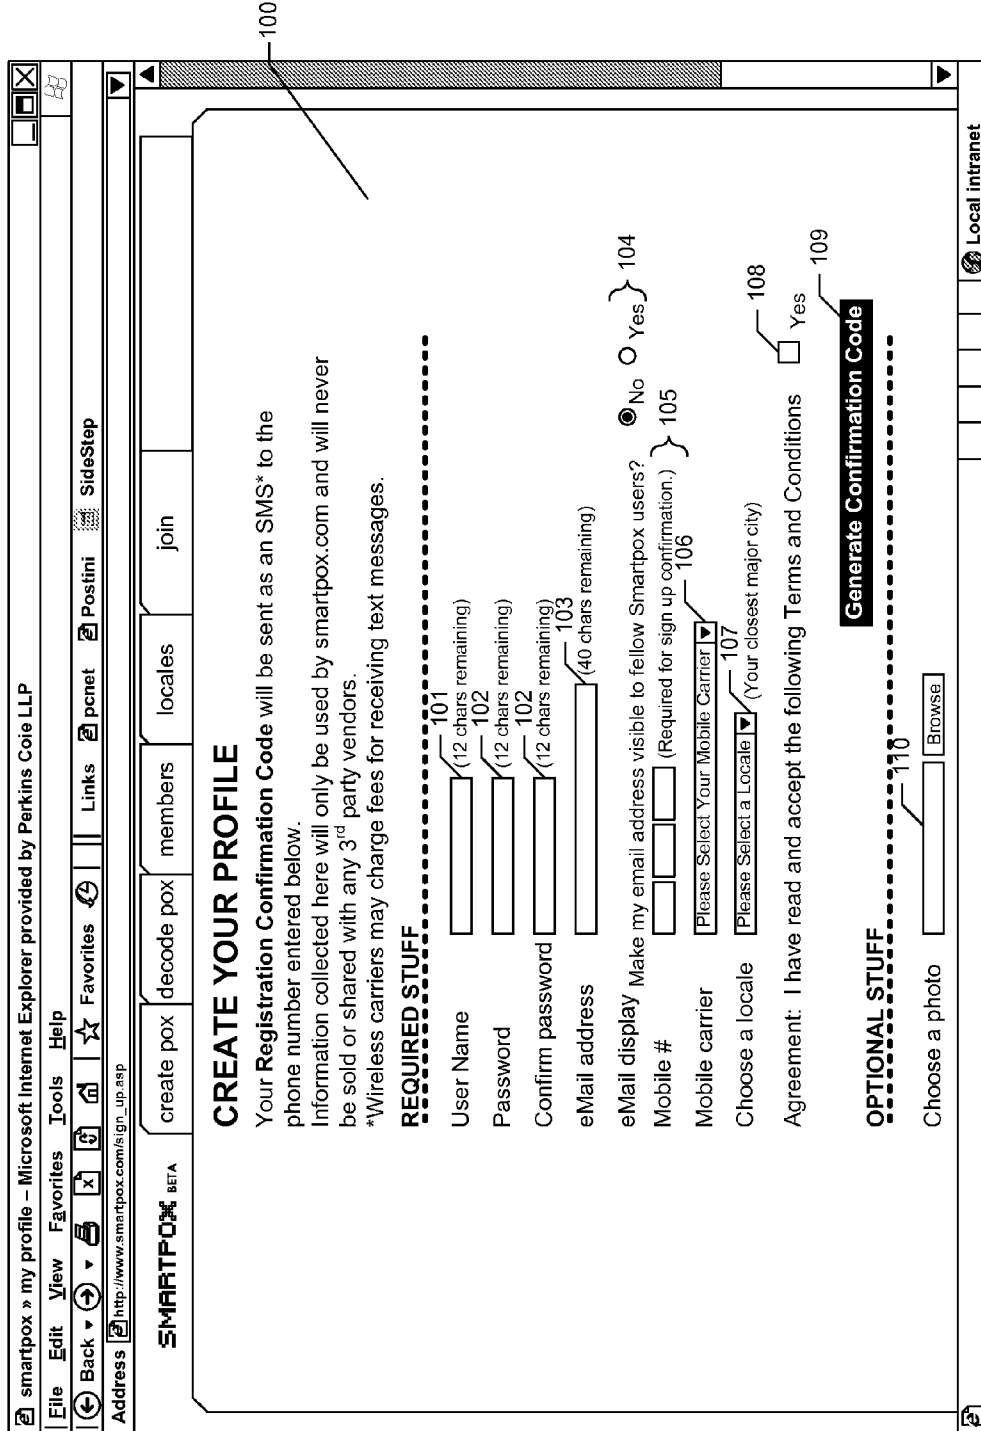 smartpox » my profile – Microsoft Internet Explorer provided by Perkins Coie LLP
File Edit View Favorites Tools Help
Back Favorites Links pcnet Postini SideStep
Address http://www.smartpox.com/sign_up.asp
SMARTPOX BETA
create pox decode pox members locales join
100
CREATE YOUR PROFILE
Your Registration Confirmation Code will be sent as an SMS* to the
phone number entered below.
Information collected here will only be used by smartpox.com and will never
be sold or shared with any 3rd party vendors.
*Wireless carriers may charge fees for receiving text messages.
REQUIRED STUFF
User Name (12 chars remaining) 101
Password (12 chars remaining) 102
Confirm password (12 chars remaining) 102
eMail address (40 chars remaining) 103
eMail display Make my email address visible to fellow Smartpox users? No Yes 104
Mobile # (Required for sign up confirmation.) 105
Mobile carrier Please Select Your Mobile Carrier 106
Choose a locale Please Select a Locale (Your closest major city) 107
Agreement: I have read and accept the following Terms and Conditions Yes 108
Generate Confirmation Code 109
OPTIONAL STUFF
Choose a photo Browse 110
Local intranet